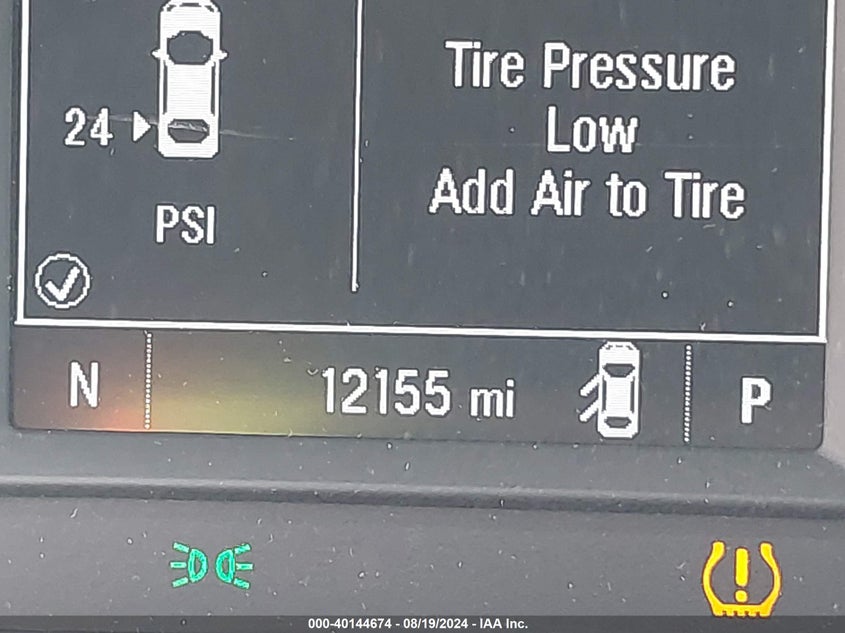 Tire Pressure
Low
Add Air to Tire
24
PSI
N 12155 mi P
000-40144674 - 08/19/2024 - IAA Inc.